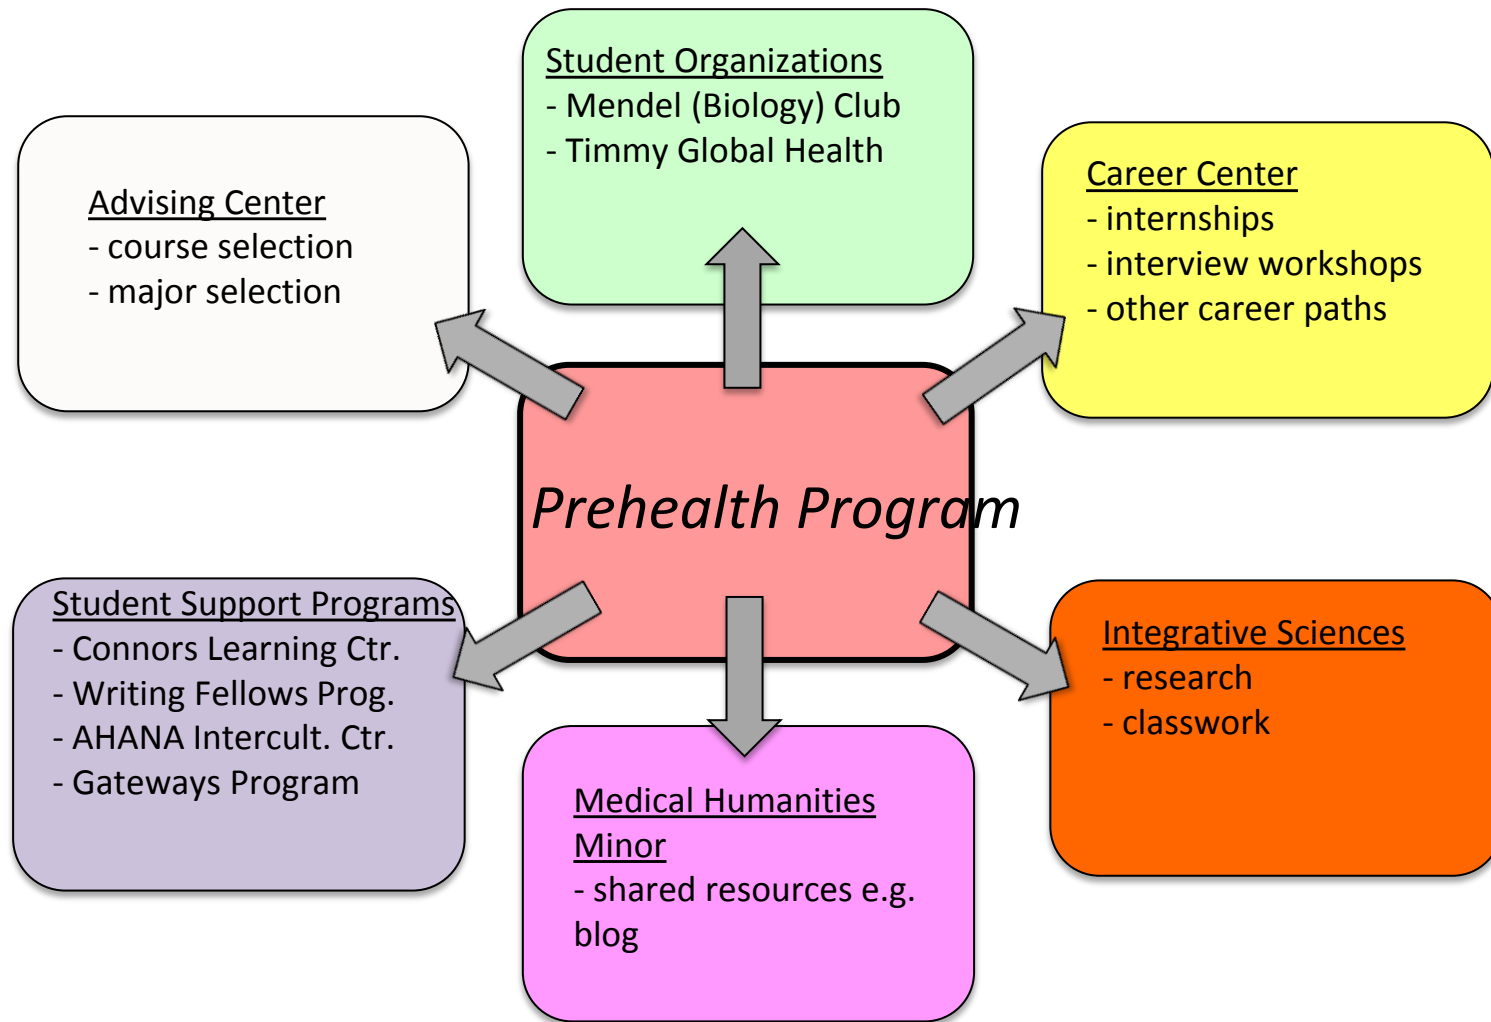 Student Organizations
- Mendel (Biology) Club
- Timmy Global Health
Advising Center
- course selection
- major selection
Career Center
- internships
- interview workshops
- other career paths
Prehealth Program
Student Support Programs
- Connors Learning Ctr.
- Writing Fellows Prog.
- AHANA Intercult. Ctr.
- Gateways Program
Medical Humanities
Minor
- shared resources e.g.
blog
Integrative Sciences
- research
- classwork